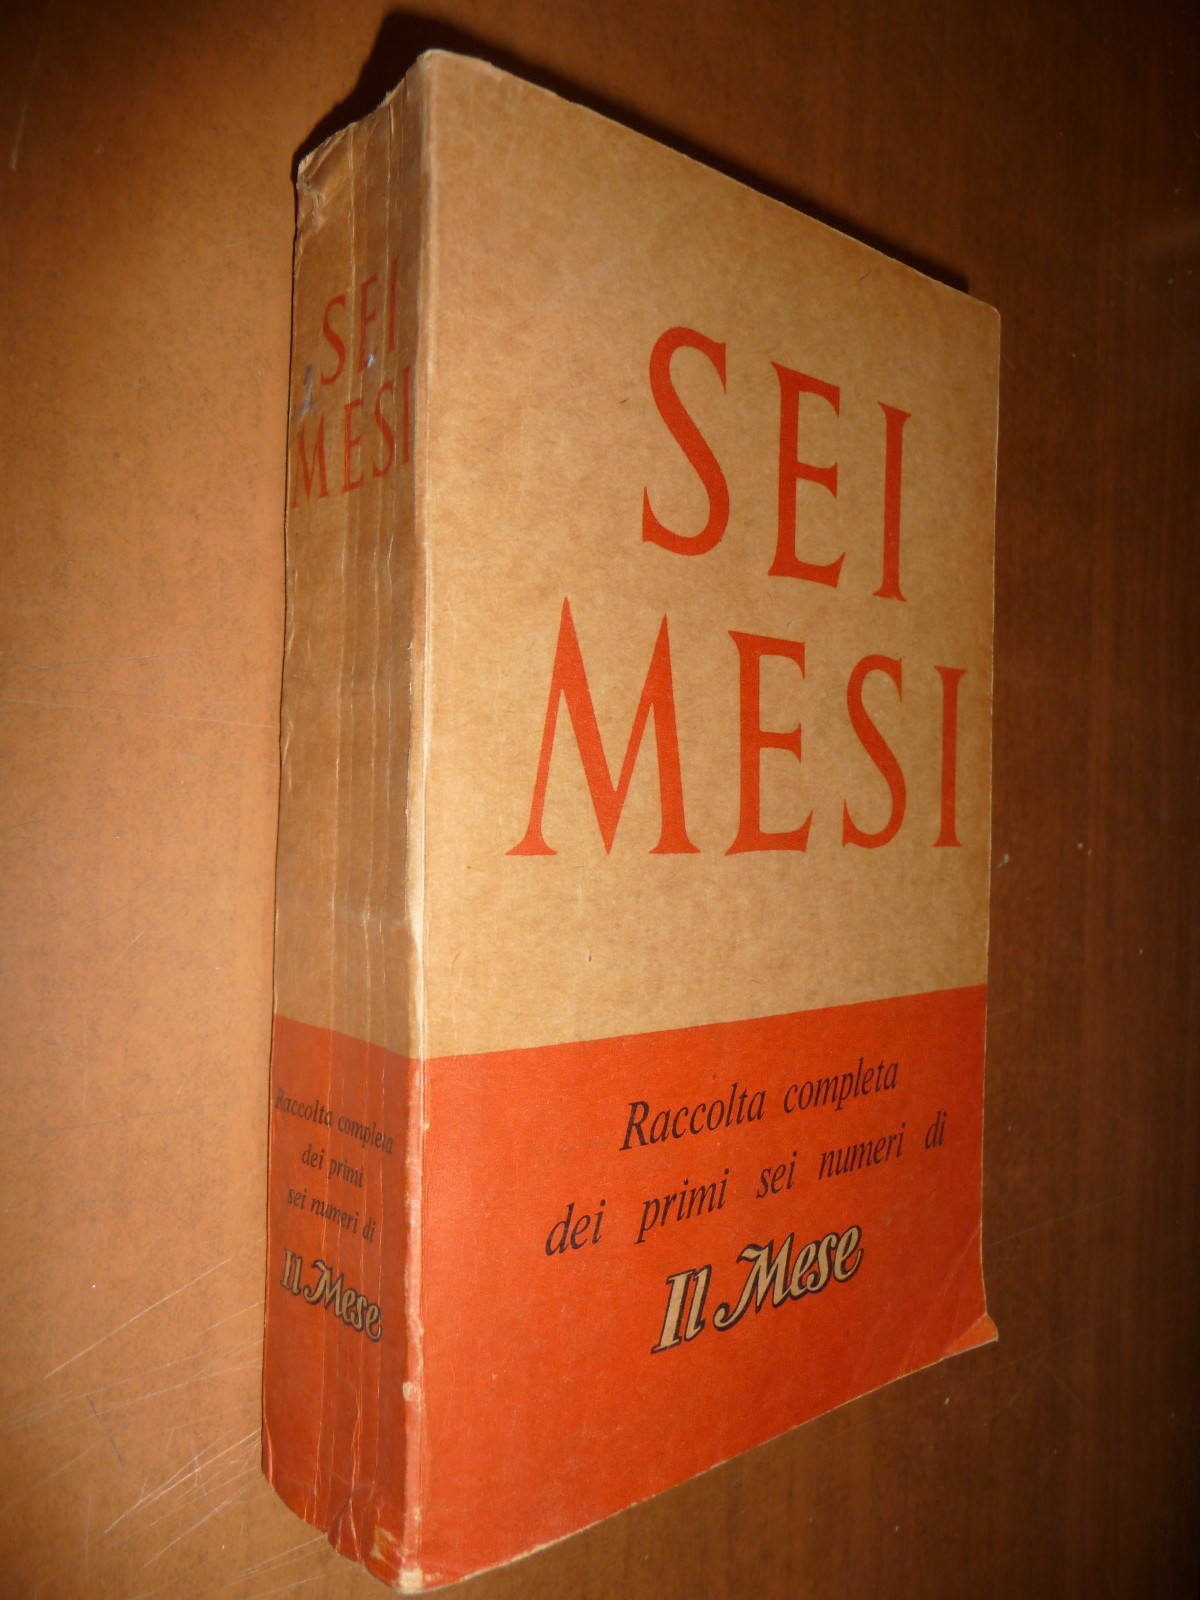 SEI
MESI
Raccolta completa
dei primi
sei numeri di
Il Mese
SEI
MESI
Raccolta completa
dei primi sei numeri di
Il Mese